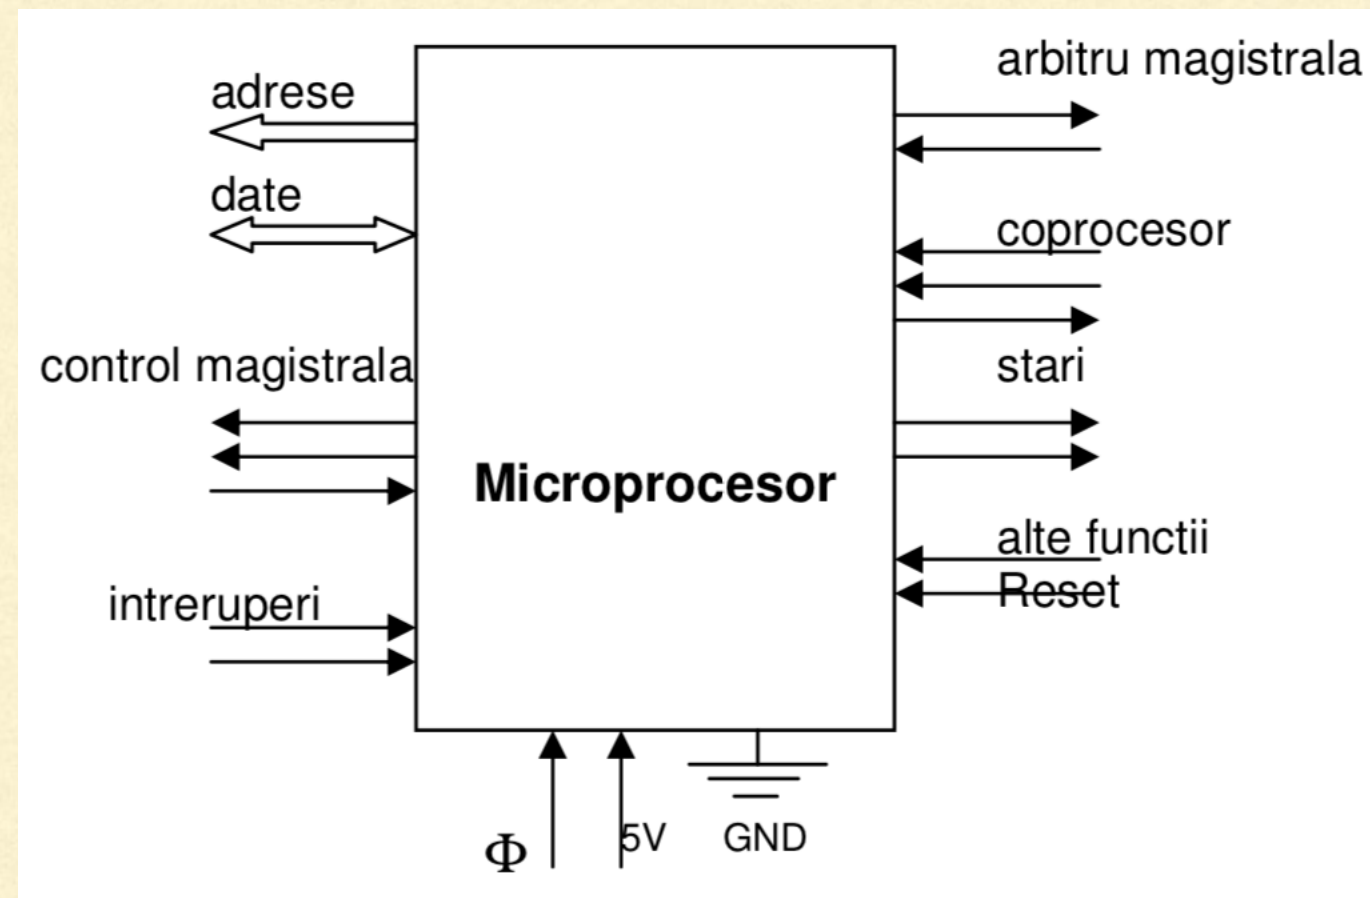 adrese
date
control magistrala
intreruperi
Microprocesor
arbitru magistrala
coprocesor
stari
alte functii
Reset
Φ
5V
GND